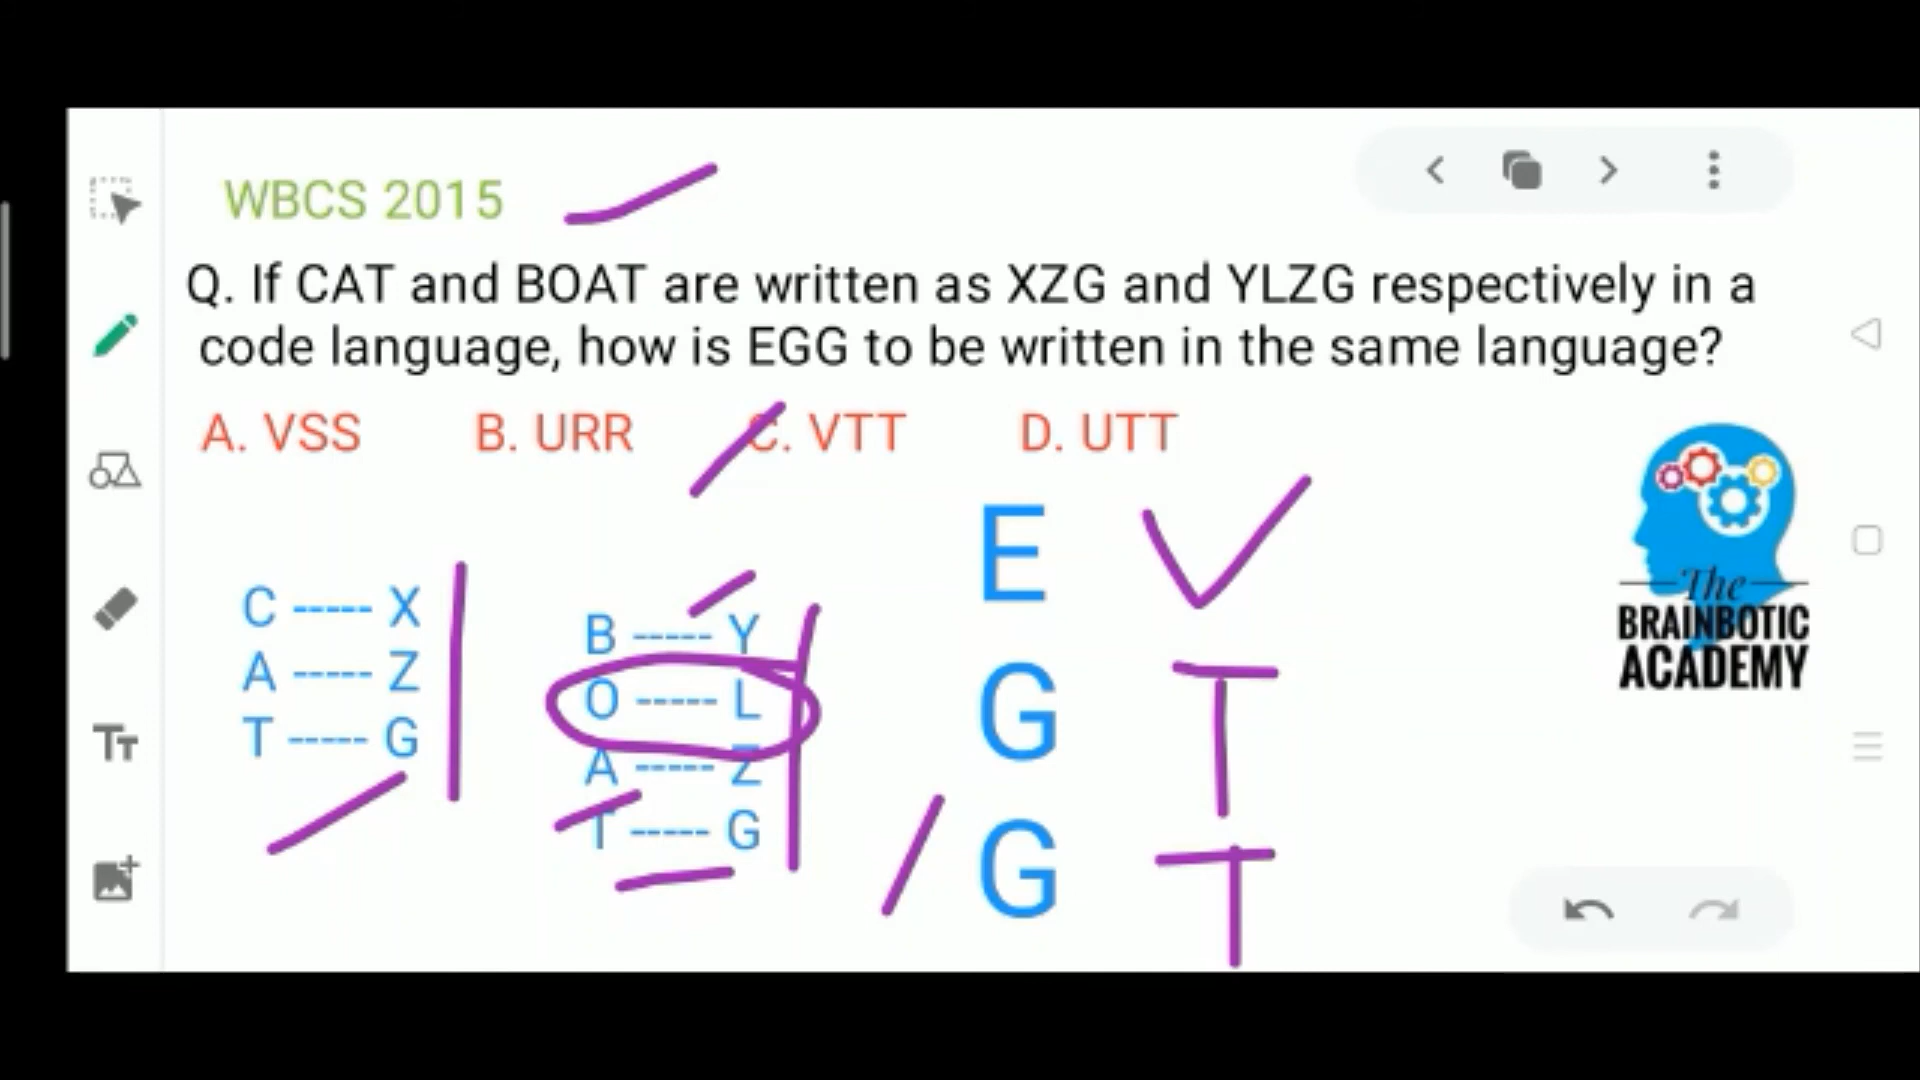 WBCS 2015
Q. If CAT and BOAT are written as XZG and YLZG respectively in a
code language, how is EGG to be written in the same language?
A. VSS B. URR C. VTT D. UTT
C ----- X
A ----- Z
T ----- G
B ----- Y
O ----- L
A ----- Z
T ----- G
E V
G T
G T
The
BRAINBOTIC
ACADEMY
Tт